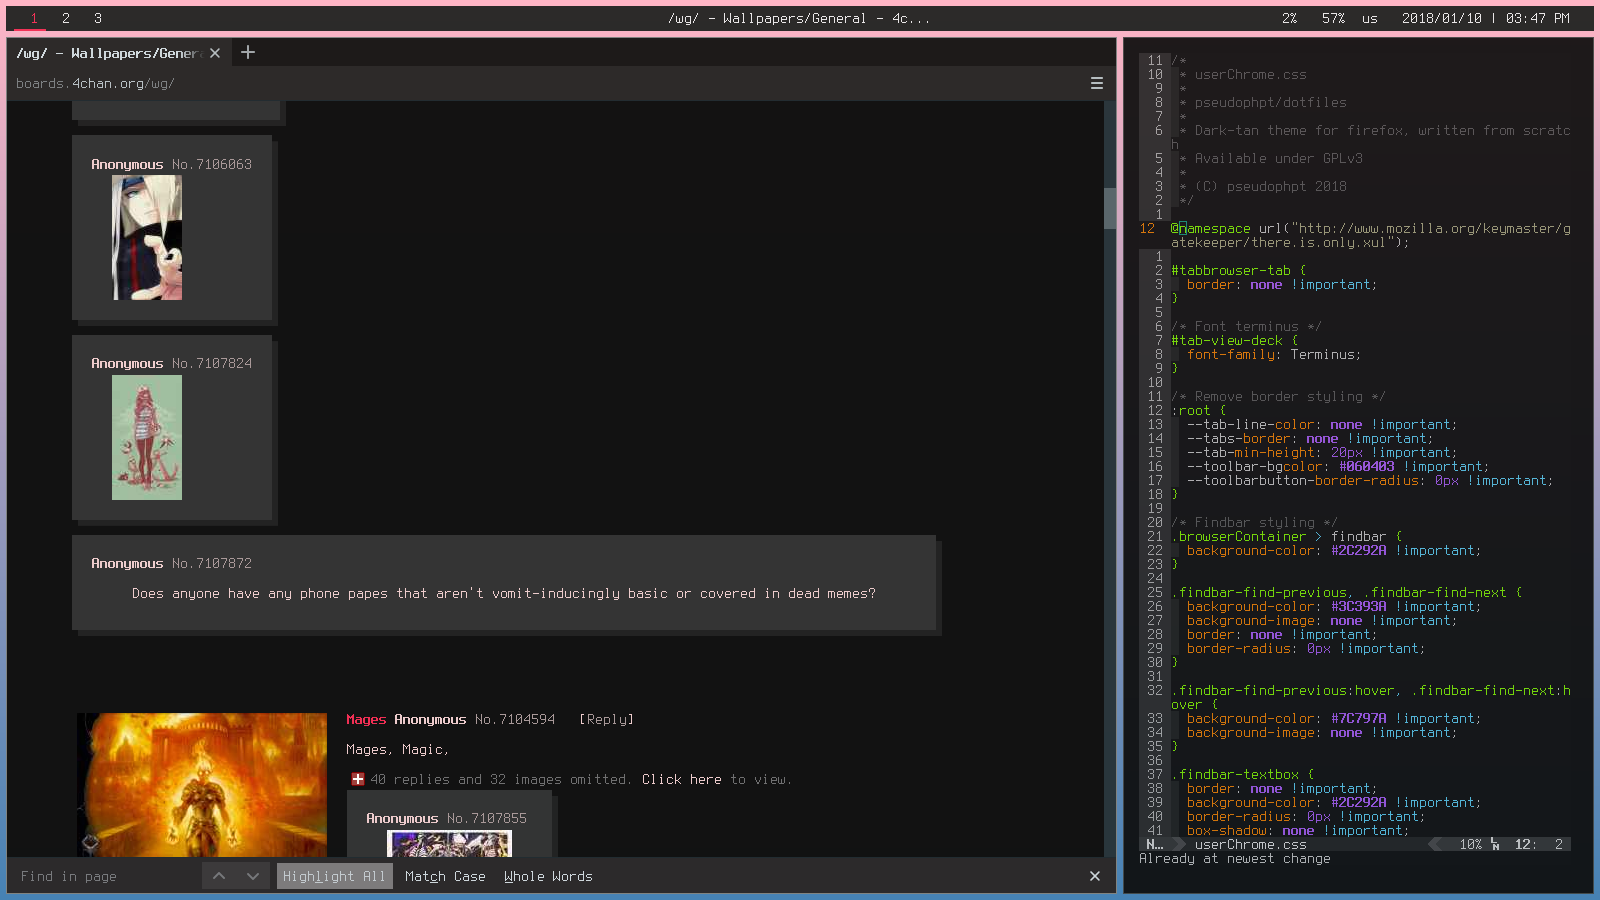 1 2 3
/wg/ - Wallpapers/General - 4c...
2% 57% us 2018/01/10 | 03:47 PM
/wg/ - Wallpapers/Gener
boards.4chan.org/wg/
Anonymous No.7106063
Anonymous No.7107824
Anonymous No.7107872
Does anyone have any phone papes that aren't vomit-inducingly basic or covered in dead memes?
Mages Anonymous No.7104594 [Reply]
Mages, Magic,
40 replies and 32 images omitted. Click here to view.
Anonymous No.7107855
Find in page
Highlight All Match Case Whole Words
11 /*
10  * userChrome.css
9  *
8  * pseudophpt/dotfiles
7  *
6  * Dark-tan theme for firefox, written from scratc
h
5  * Available under GPLv3
4  *
3  * (C) pseudophpt 2018
2  */
1
12 @namespace url("http://www.mozilla.org/keymaster/g
atekeeper/there.is.only.xul");
1
2 #tabbrowser-tab {
3   border: none !important;
4 }
5
6 /* Font terminus */
7 #tab-view-deck {
8   font-family: Terminus;
9 }
10
11 /* Remove border styling */
12 :root {
13   --tab-line-color: none !important;
14   --tabs-border: none !important;
15   --tab-min-height: 20px !important;
16   --toolbar-bgcolor: #060403 !important;
17   --toolbarbutton-border-radius: 0px !important;
18 }
19
20 /* Findbar styling */
21 .browserContainer > findbar {
22   background-color: #2C292A !important;
23 }
24
25 .findbar-find-previous, .findbar-find-next {
26   background-color: #3C393A !important;
27   background-image: none !important;
28   border: none !important;
29   border-radius: 0px !important;
30 }
31
32 .findbar-find-previous:hover, .findbar-find-next:h
over {
33   background-color: #7C797A !important;
34   background-image: none !important;
35 }
36
37 .findbar-textbox {
38   border: none !important;
39   background-color: #2C292A !important;
40   border-radius: 0px !important;
41   box-shadow: none !important;
N... userChrome.css 10% LN 12: 2
Already at newest change